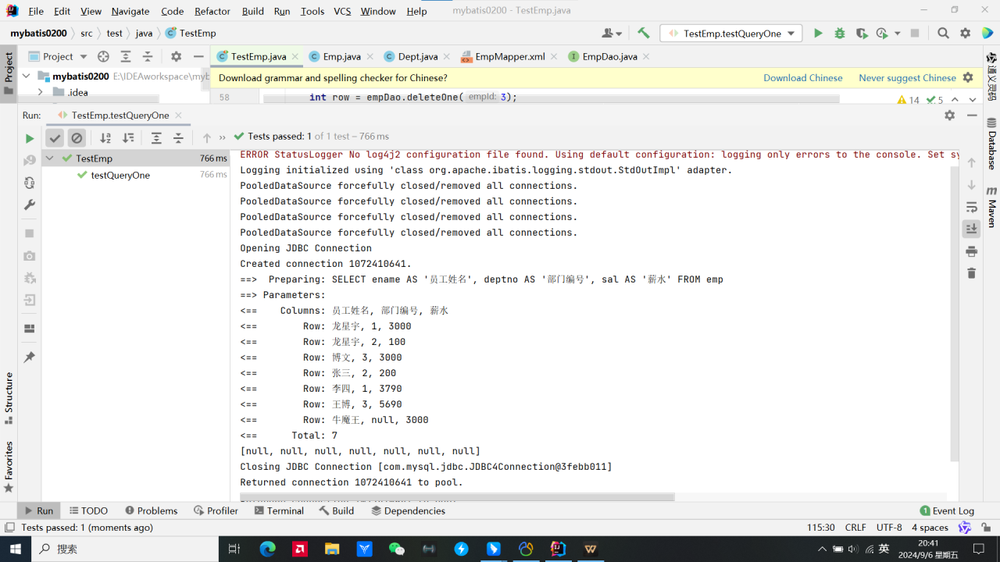 File Edit View Navigate Code Refactor Build Run Tools VCS Window Help mybatis0200 - TestEmp.java
mybatis0200 src test java TestEmp TestEmp.testQueryOne
Project TestEmp.java Emp.java Dept.java EmpMapper.xml EmpDao.java
mybatis0200 E:\IDEAworkspace\myb
.idea
Download grammar and spelling checker for Chinese? Download Chinese Never suggest Chinese
58 int row = empDao.deleteOne( empId: 3);
14 5
Run: TestEmp.testQueryOne
Tests passed: 1 of 1 test – 766 ms
TestEmp 766 ms
testQueryOne 766 ms
ERROR StatusLogger No log4j2 configuration file found. Using default configuration: logging only errors to the console. Set sy
Logging initialized using 'class org.apache.ibatis.logging.stdout.StdOutImpl' adapter.
PooledDataSource forcefully closed/removed all connections.
PooledDataSource forcefully closed/removed all connections.
PooledDataSource forcefully closed/removed all connections.
PooledDataSource forcefully closed/removed all connections.
Opening JDBC Connection
Created connection 1072410641.
==>  Preparing: SELECT ename AS '员工姓名', deptno AS '部门编号', sal AS '薪水' FROM emp
==> Parameters:
<==    Columns: 员工姓名, 部门编号, 薪水
<==        Row: 龙星宇, 1, 3000
<==        Row: 龙星宇, 2, 100
<==        Row: 博文, 3, 3000
<==        Row: 张三, 2, 200
<==        Row: 李四, 1, 3790
<==        Row: 王博, 3, 5690
<==        Row: 牛魔王, null, 3000
<==      Total: 7
[null, null, null, null, null, null, null]
Closing JDBC Connection [com.mysql.jdbc.JDBC4Connection@3febb011]
Returned connection 1072410641 to pool.
Project
Structure
Favorites
通义灵码
Database
Maven
Run TODO Problems Profiler Terminal Build Dependencies 1 Event Log
Tests passed: 1 (moments ago) 115:30 CRLF UTF-8 4 spaces
搜索
英
20:41
2024/9/6 星期五